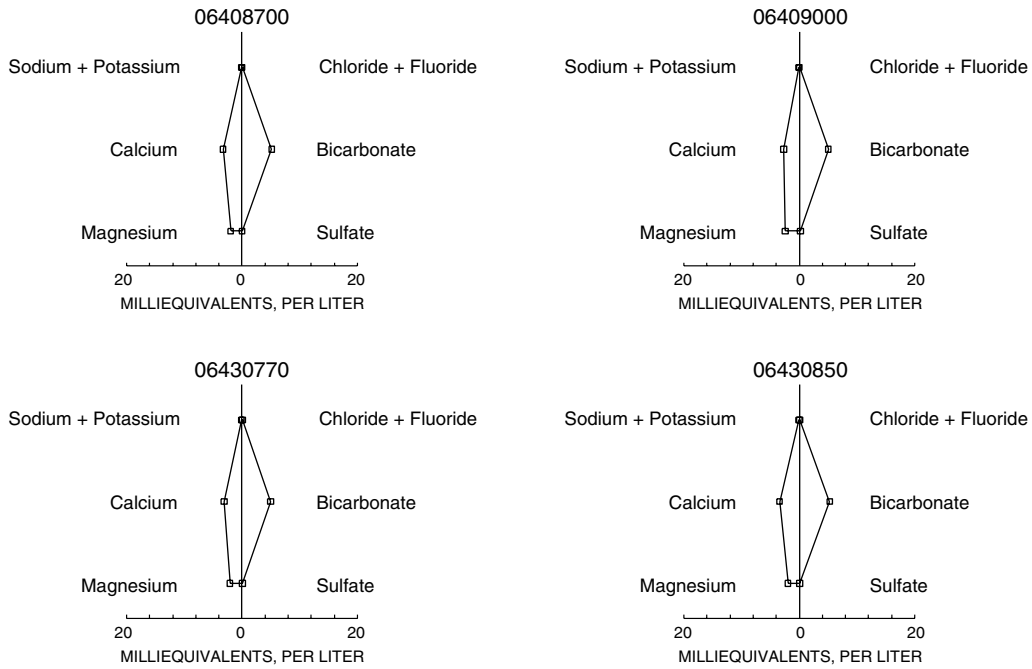 06408700
Sodium + Potassium Chloride + Fluoride
Calcium Bicarbonate
Magnesium Sulfate
20 0 20
MILLIEQUIVALENTS, PER LITER
06409000
Sodium + Potassium Chloride + Fluoride
Calcium Bicarbonate
Magnesium Sulfate
20 0 20
MILLIEQUIVALENTS, PER LITER
06430770
Sodium + Potassium Chloride + Fluoride
Calcium Bicarbonate
Magnesium Sulfate
20 0 20
MILLIEQUIVALENTS, PER LITER
06430850
Sodium + Potassium Chloride + Fluoride
Calcium Bicarbonate
Magnesium Sulfate
20 0 20
MILLIEQUIVALENTS, PER LITER